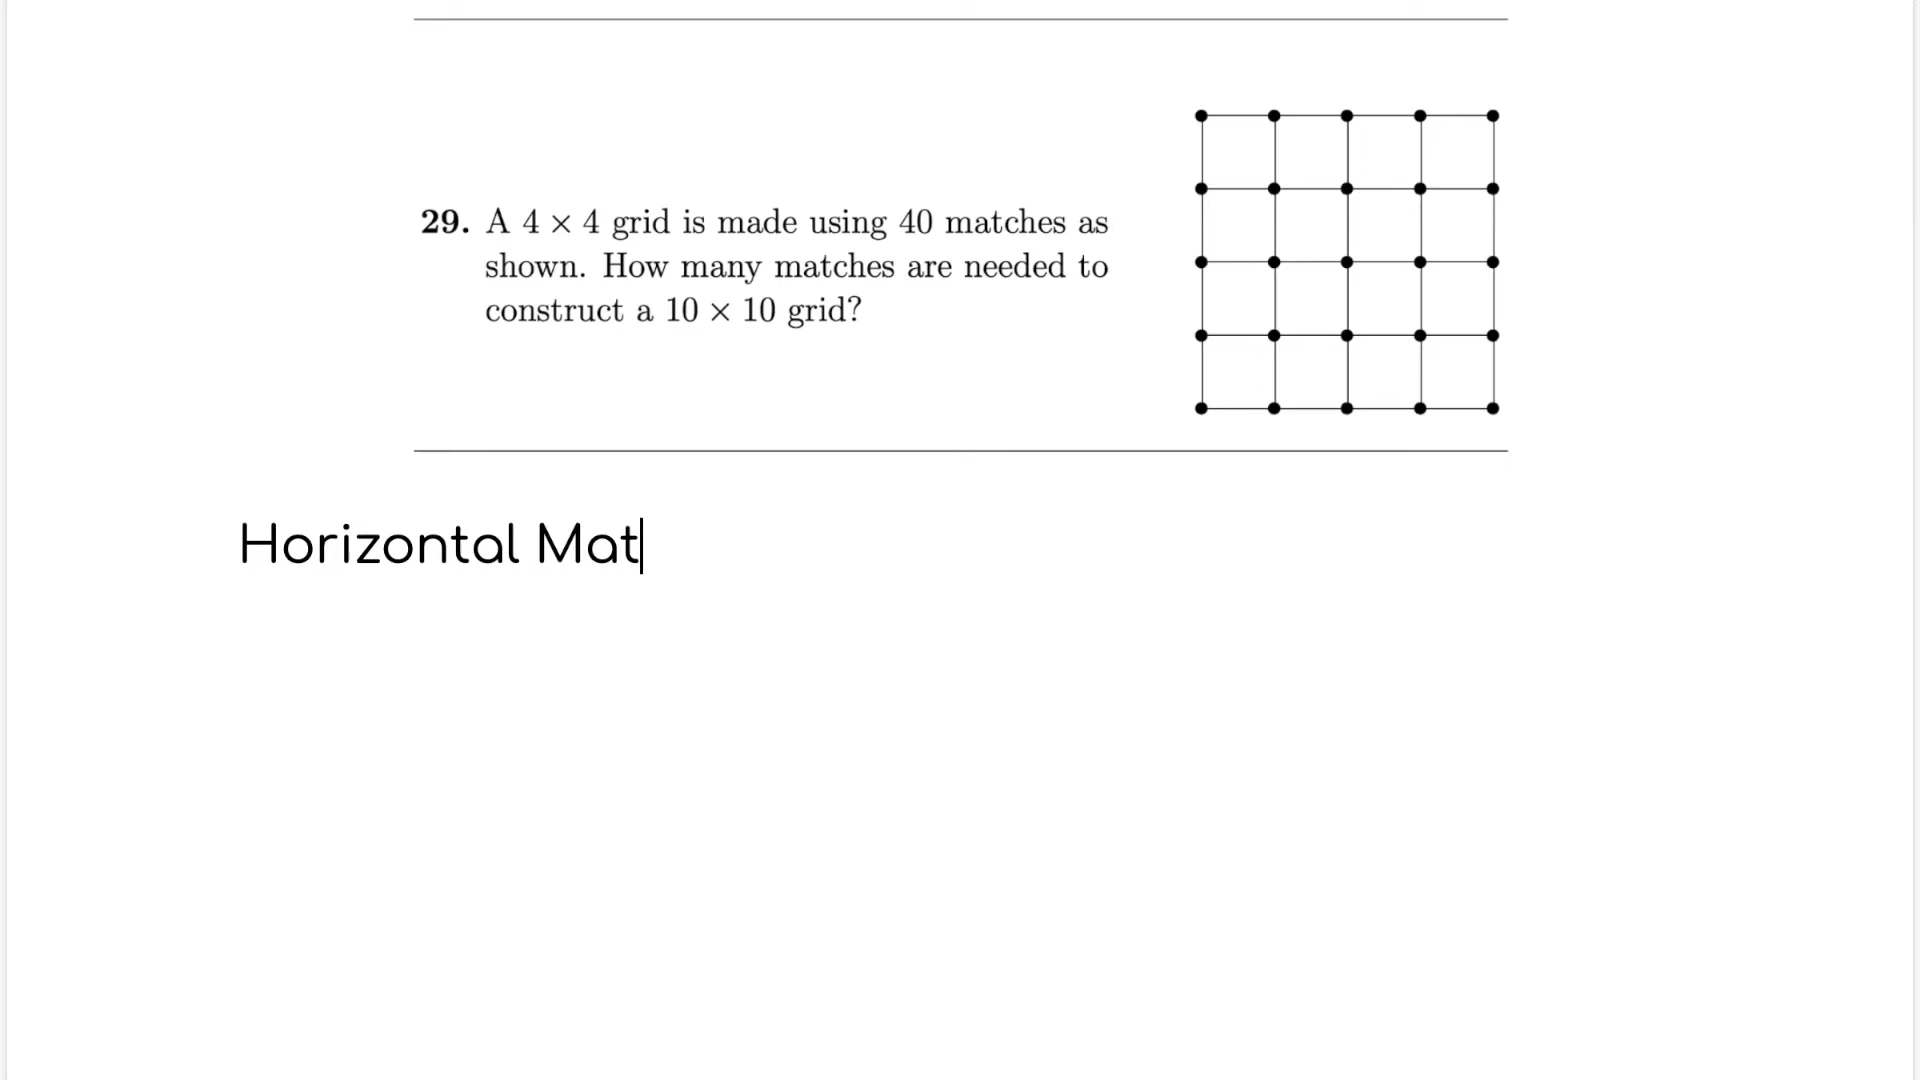 29. A 4 × 4 grid is made using 40 matches as
shown. How many matches are needed to
construct a 10 × 10 grid?
Horizontal Mat